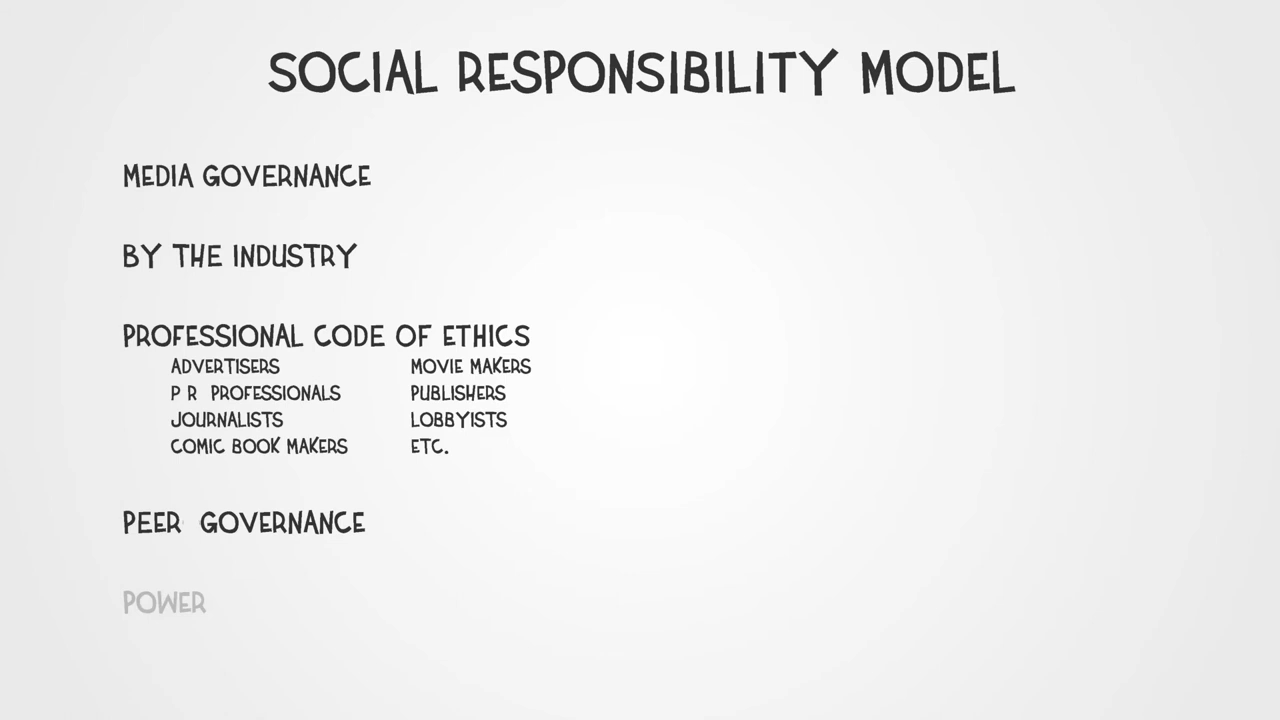 SOCIAL RESPONSIBILITY MODEL
MEDIA GOVERNANCE
BY THE INDUSTRY
PROFESSIONAL CODE OF ETHICS
ADVERTISERS MOVIE MAKERS
P R PROFESSIONALS PUBLISHERS
JOURNALISTS LOBBYISTS
COMIC BOOK MAKERS ETC.
PEER GOVERNANCE
POWER